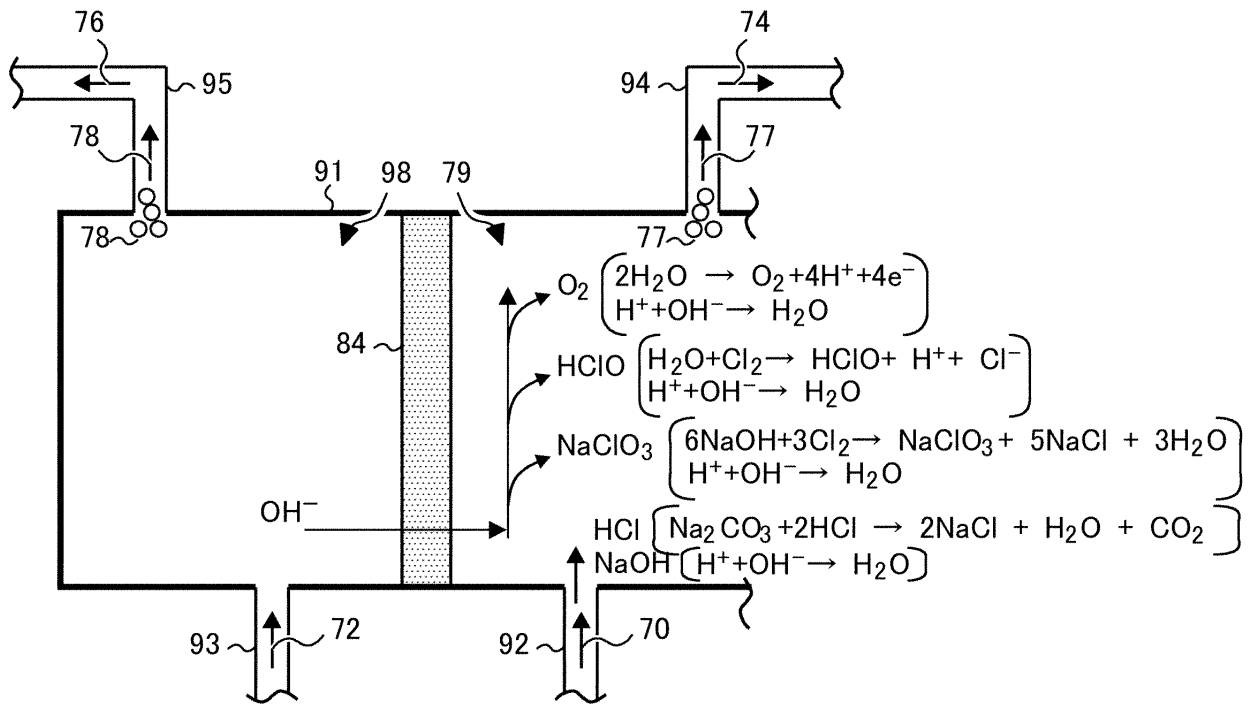 76
74
95
94
78
77
91
98
79
78
77
O₂ (2H₂O → O₂+4H⁺+4e⁻
H⁺+OH⁻→ H₂O)
84
HClO (H₂O+Cl₂→ HClO+ H⁺+ Cl⁻
H⁺+OH⁻→ H₂O)
NaClO₃ (6NaOH+3Cl₂→ NaClO₃+ 5NaCl + 3H₂O
H⁺+OH⁻→ H₂O)
OH⁻
HCl (Na₂CO₃+2HCl → 2NaCl + H₂O + CO₂)
NaOH (H⁺+OH⁻→ H₂O)
93
72
92
70